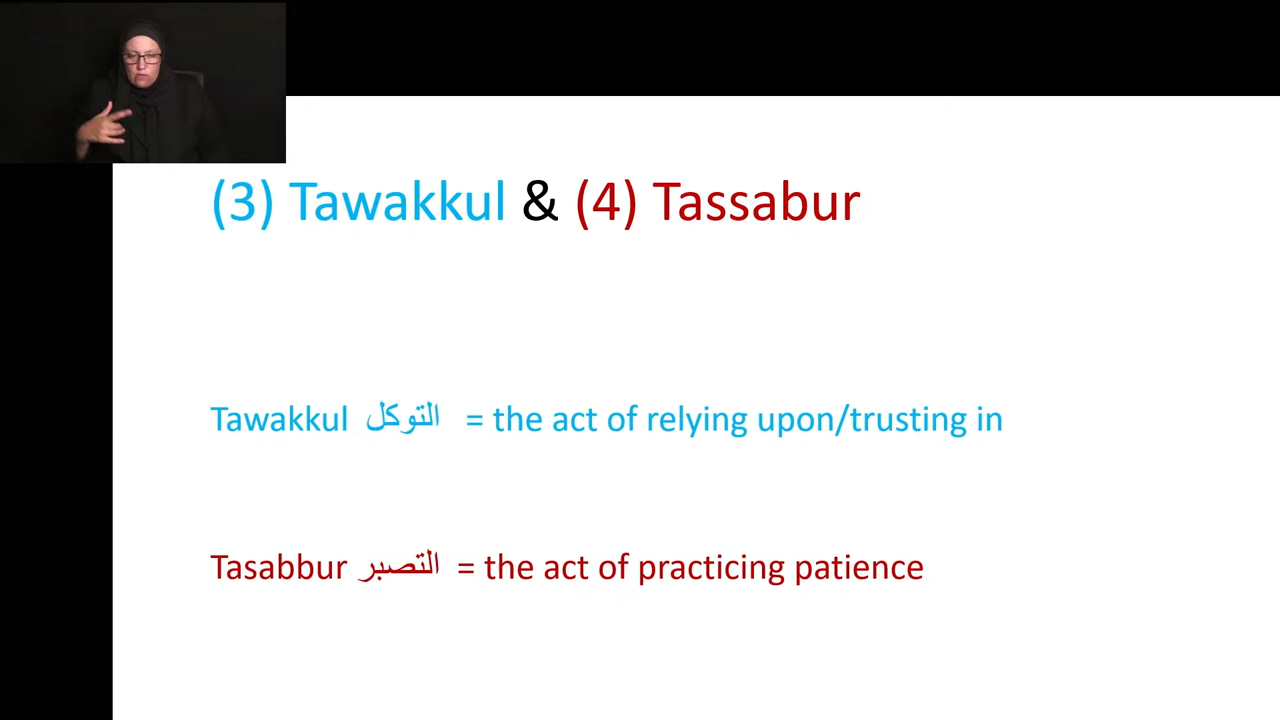 (3) Tawakkul & (4) Tassabur
Tawakkul التوكل = the act of relying upon/trusting in
Tasabbur التصبر = the act of practicing patience